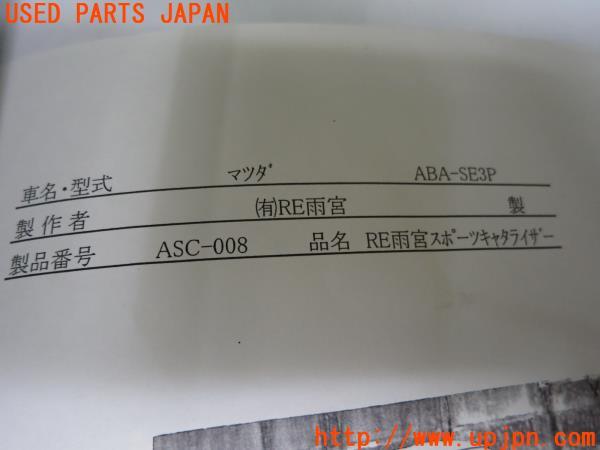 USED PARTS JAPAN
車名・型式 マツダ ABA-SE3P
製作者 (有)RE雨宮 製
製品番号 ASC-008 品名 RE雨宮スポーツキャタライザー
http://www.upjpn.com/